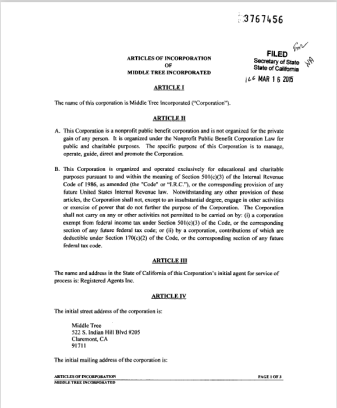 3767456
FILED
Secretary of State
State of California
MAR 16 2015
ARTICLES OF INCORPORATION
OF
MIDDLE TREE INCORPORATED
ARTICLE I
The name of this corporation is Middle Tree Incorporated ("Corporation").
ARTICLE II
A. This Corporation is a nonprofit public benefit corporation and is not organized for the private
gain of any person. It is organized under the Nonprofit Public Benefit Corporation Law for
public and charitable purposes. The specific purpose of this Corporation is to manage,
operate, guide, direct and promote the Corporation.
B. This Corporation is organized and operated exclusively for educational and charitable
purposes pursuant to and within the meaning of Section 501(c)(3) of the Internal Revenue
Code of 1986, as amended (the "Code" or "I.R.C."), or the corresponding provision of any
future United States Internal Revenue law. Notwithstanding any other provision of these
articles, the Corporation shall not, except to an insubstantial degree, engage in other activities
or exercise of power that do not further the purpose of the Corporation. The Corporation
shall not carry on any or other activities not permitted to be carried on by: (i) a corporation
exempt from federal income tax under Section 501(c)(3) of the Code, or the corresponding
section of any future federal tax code; or (ii) by a corporation, contributions of which are
deductible under Section 170(c)(2) of the Code, or the corresponding section of any future
federal tax code.
ARTICLE III
The name and address in the State of California of this Corporation's initial agent for service of
process is: Registered Agents Inc.
ARTICLE IV
The initial street address of the corporation is:
Middle Tree
522 S. Indian Hill Blvd #205
Claremont, CA
91711
The initial mailing address of the corporation is:
ARTICLES OF INCORPORATION PAGE 1 OF 3
MIDDLE TREE INCORPORATED